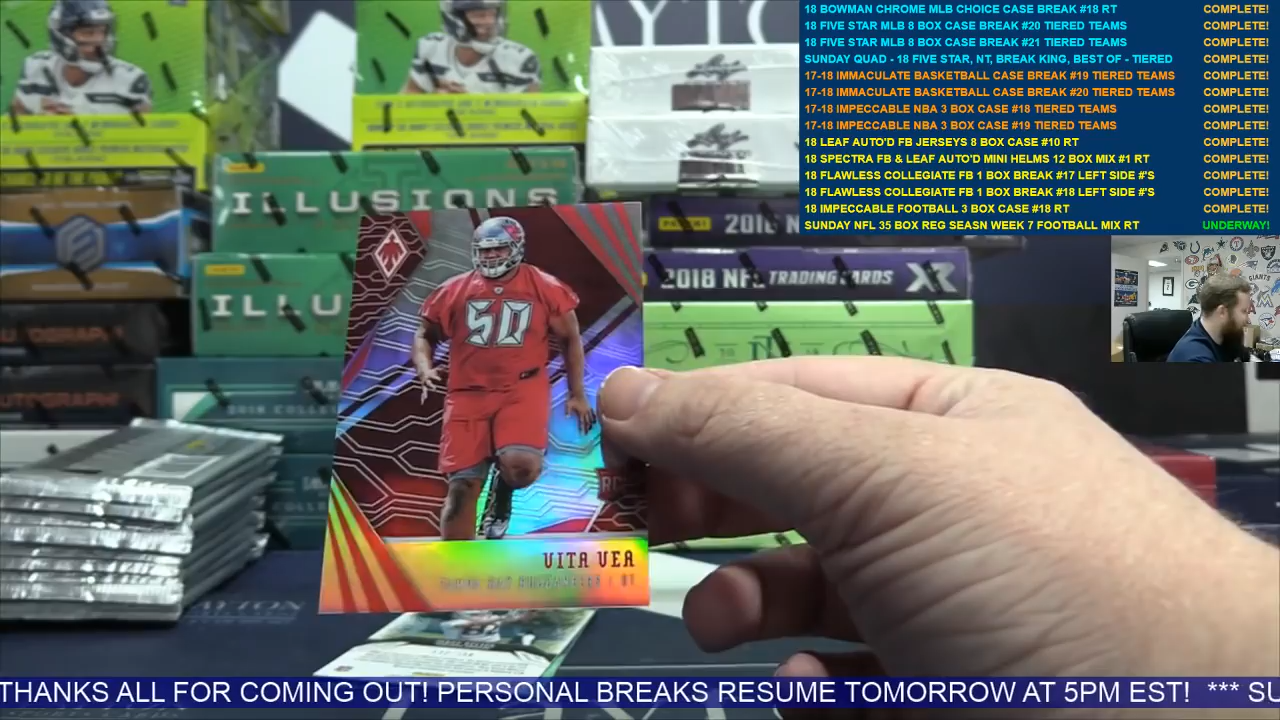 18 BOWMAN CHROME MLB CHOICE CASE BREAK #18 RT COMPLETE!
18 FIVE STAR MLB 8 BOX CASE BREAK #20 TIERED TEAMS COMPLETE!
18 FIVE STAR MLB 8 BOX CASE BREAK #21 TIERED TEAMS COMPLETE!
SUNDAY QUAD - 18 FIVE STAR, NT, BREAK KING, BEST OF - TIERED COMPLETE!
17-18 IMMACULATE BASKETBALL CASE BREAK #19 TIERED TEAMS COMPLETE!
17-18 IMMACULATE BASKETBALL CASE BREAK #20 TIERED TEAMS COMPLETE!
17-18 IMPECCABLE NBA 3 BOX CASE #18 TIERED TEAMS COMPLETE!
17-18 IMPECCABLE NBA 3 BOX CASE #19 TIERED TEAMS COMPLETE!
18 LEAF AUTO'D FB JERSEYS 8 BOX CASE #10 RT COMPLETE!
18 SPECTRA FB & LEAF AUTO'D MINI HELMS 12 BOX MIX #1 RT COMPLETE!
18 FLAWLESS COLLEGIATE FB 1 BOX BREAK #17 LEFT SIDE #'S COMPLETE!
18 FLAWLESS COLLEGIATE FB 1 BOX BREAK #18 LEFT SIDE #'S COMPLETE!
18 IMPECCABLE FOOTBALL 3 BOX CASE #18 RT COMPLETE!
SUNDAY NFL 35 BOX REG SEASN WEEK 7 FOOTBALL MIX RT UNDERWAY!
ILLUSIONS
PANINI 2018 N
2018 NFL TRADING CARDS XR
ILLU
50
RC
VITA VEA
TAMPA BAY BUCCANEERS | DT
THANKS ALL FOR COMING OUT! PERSONAL BREAKS RESUME TOMORROW AT 5PM EST! *** SU